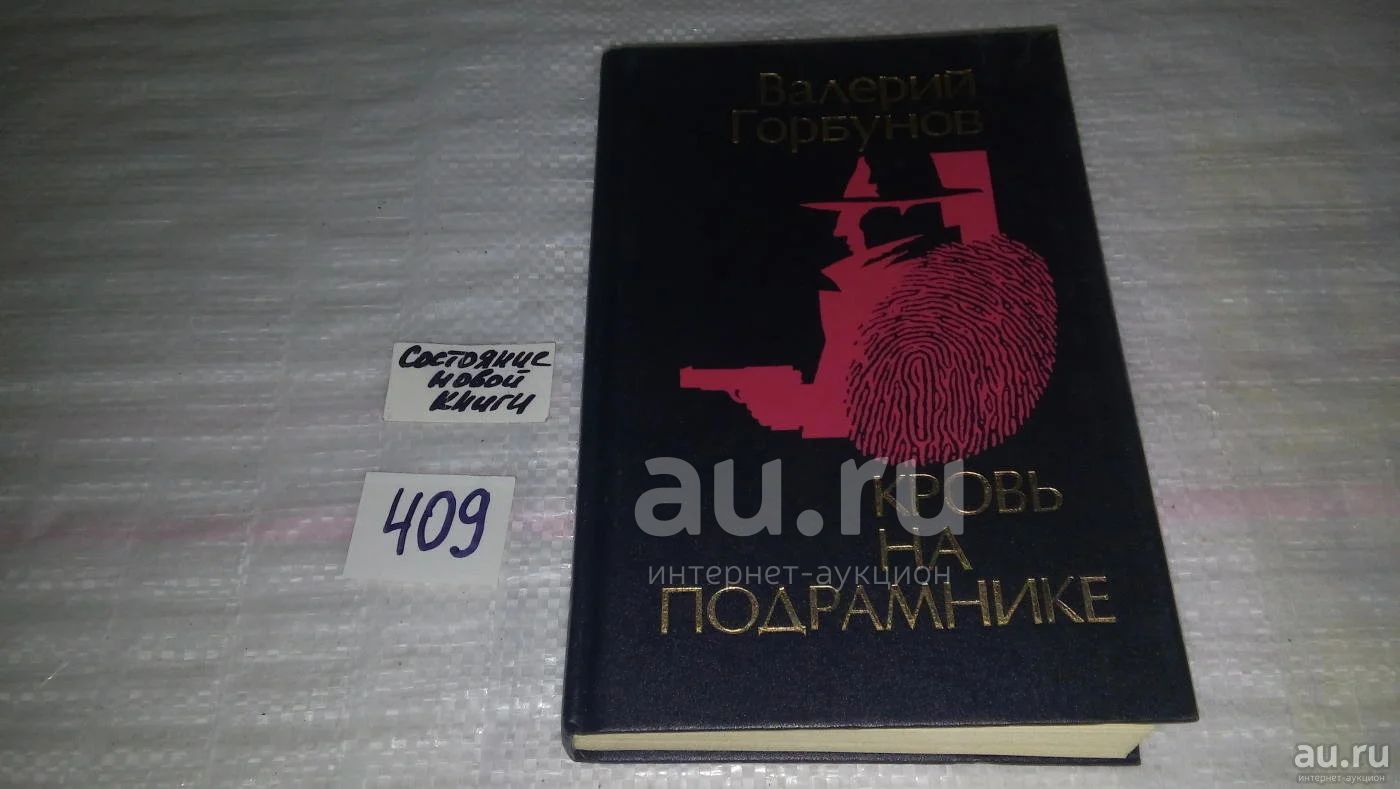 Валерий
Горбунов
Состояние
новой
книги
409
КРОВЬ
НА
ПОДРАМНИКЕ
au.ru
интернет-аукцион
au.ru
интернет-аукцион